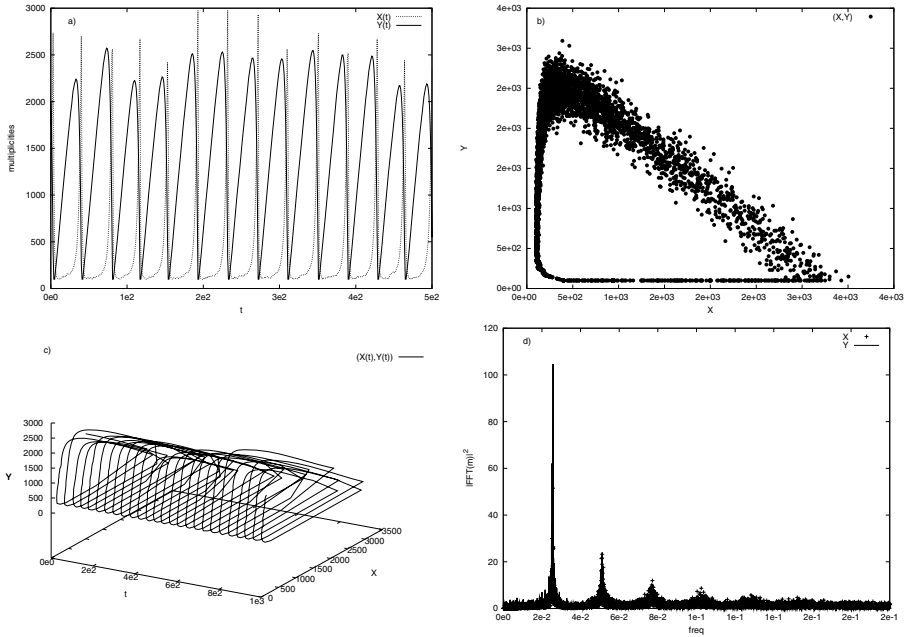 a)
X(t)
Y(t)
3000
2500
2000
1500
1000
500
0
multiplicities
0e0
1e2
2e2
3e2
4e2
5e2
t
b)
(X,Y)
4e+03
3e+03
3e+03
2e+03
2e+03
2e+03
1e+03
5e+02
0e+00
Y
0e+00
5e+02
1e+03
2e+03
2e+03
2e+03
3e+03
4e+03
4e+03
X
c)
(X(t),Y(t))
3000
2500
2000
1500
1000
500
0
Y
0e0
2e2
4e2
6e2
8e2
1e3
t
0
500
1000
1500
2000
2500
3000
3500
X
d)
X
Y
120
100
80
60
40
20
0
|FFT(m)|^2
0e0
2e-2
4e-2
6e-2
8e-2
1e-1
1e-1
1e-1
2e-1
2e-1
2e-1
freq